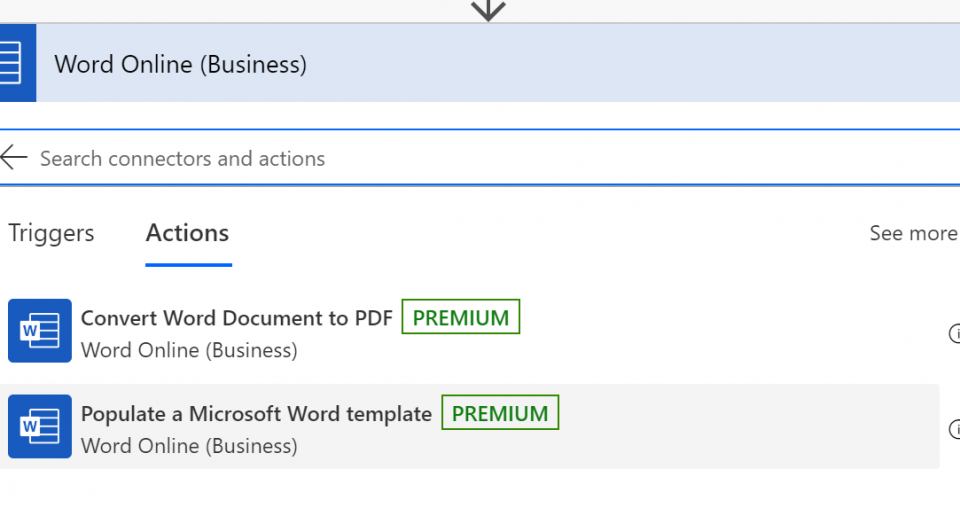 Word Online (Business)
Search connectors and actions
Triggers Actions See more
Convert Word Document to PDF PREMIUM
Word Online (Business)
Populate a Microsoft Word template PREMIUM
Word Online (Business)